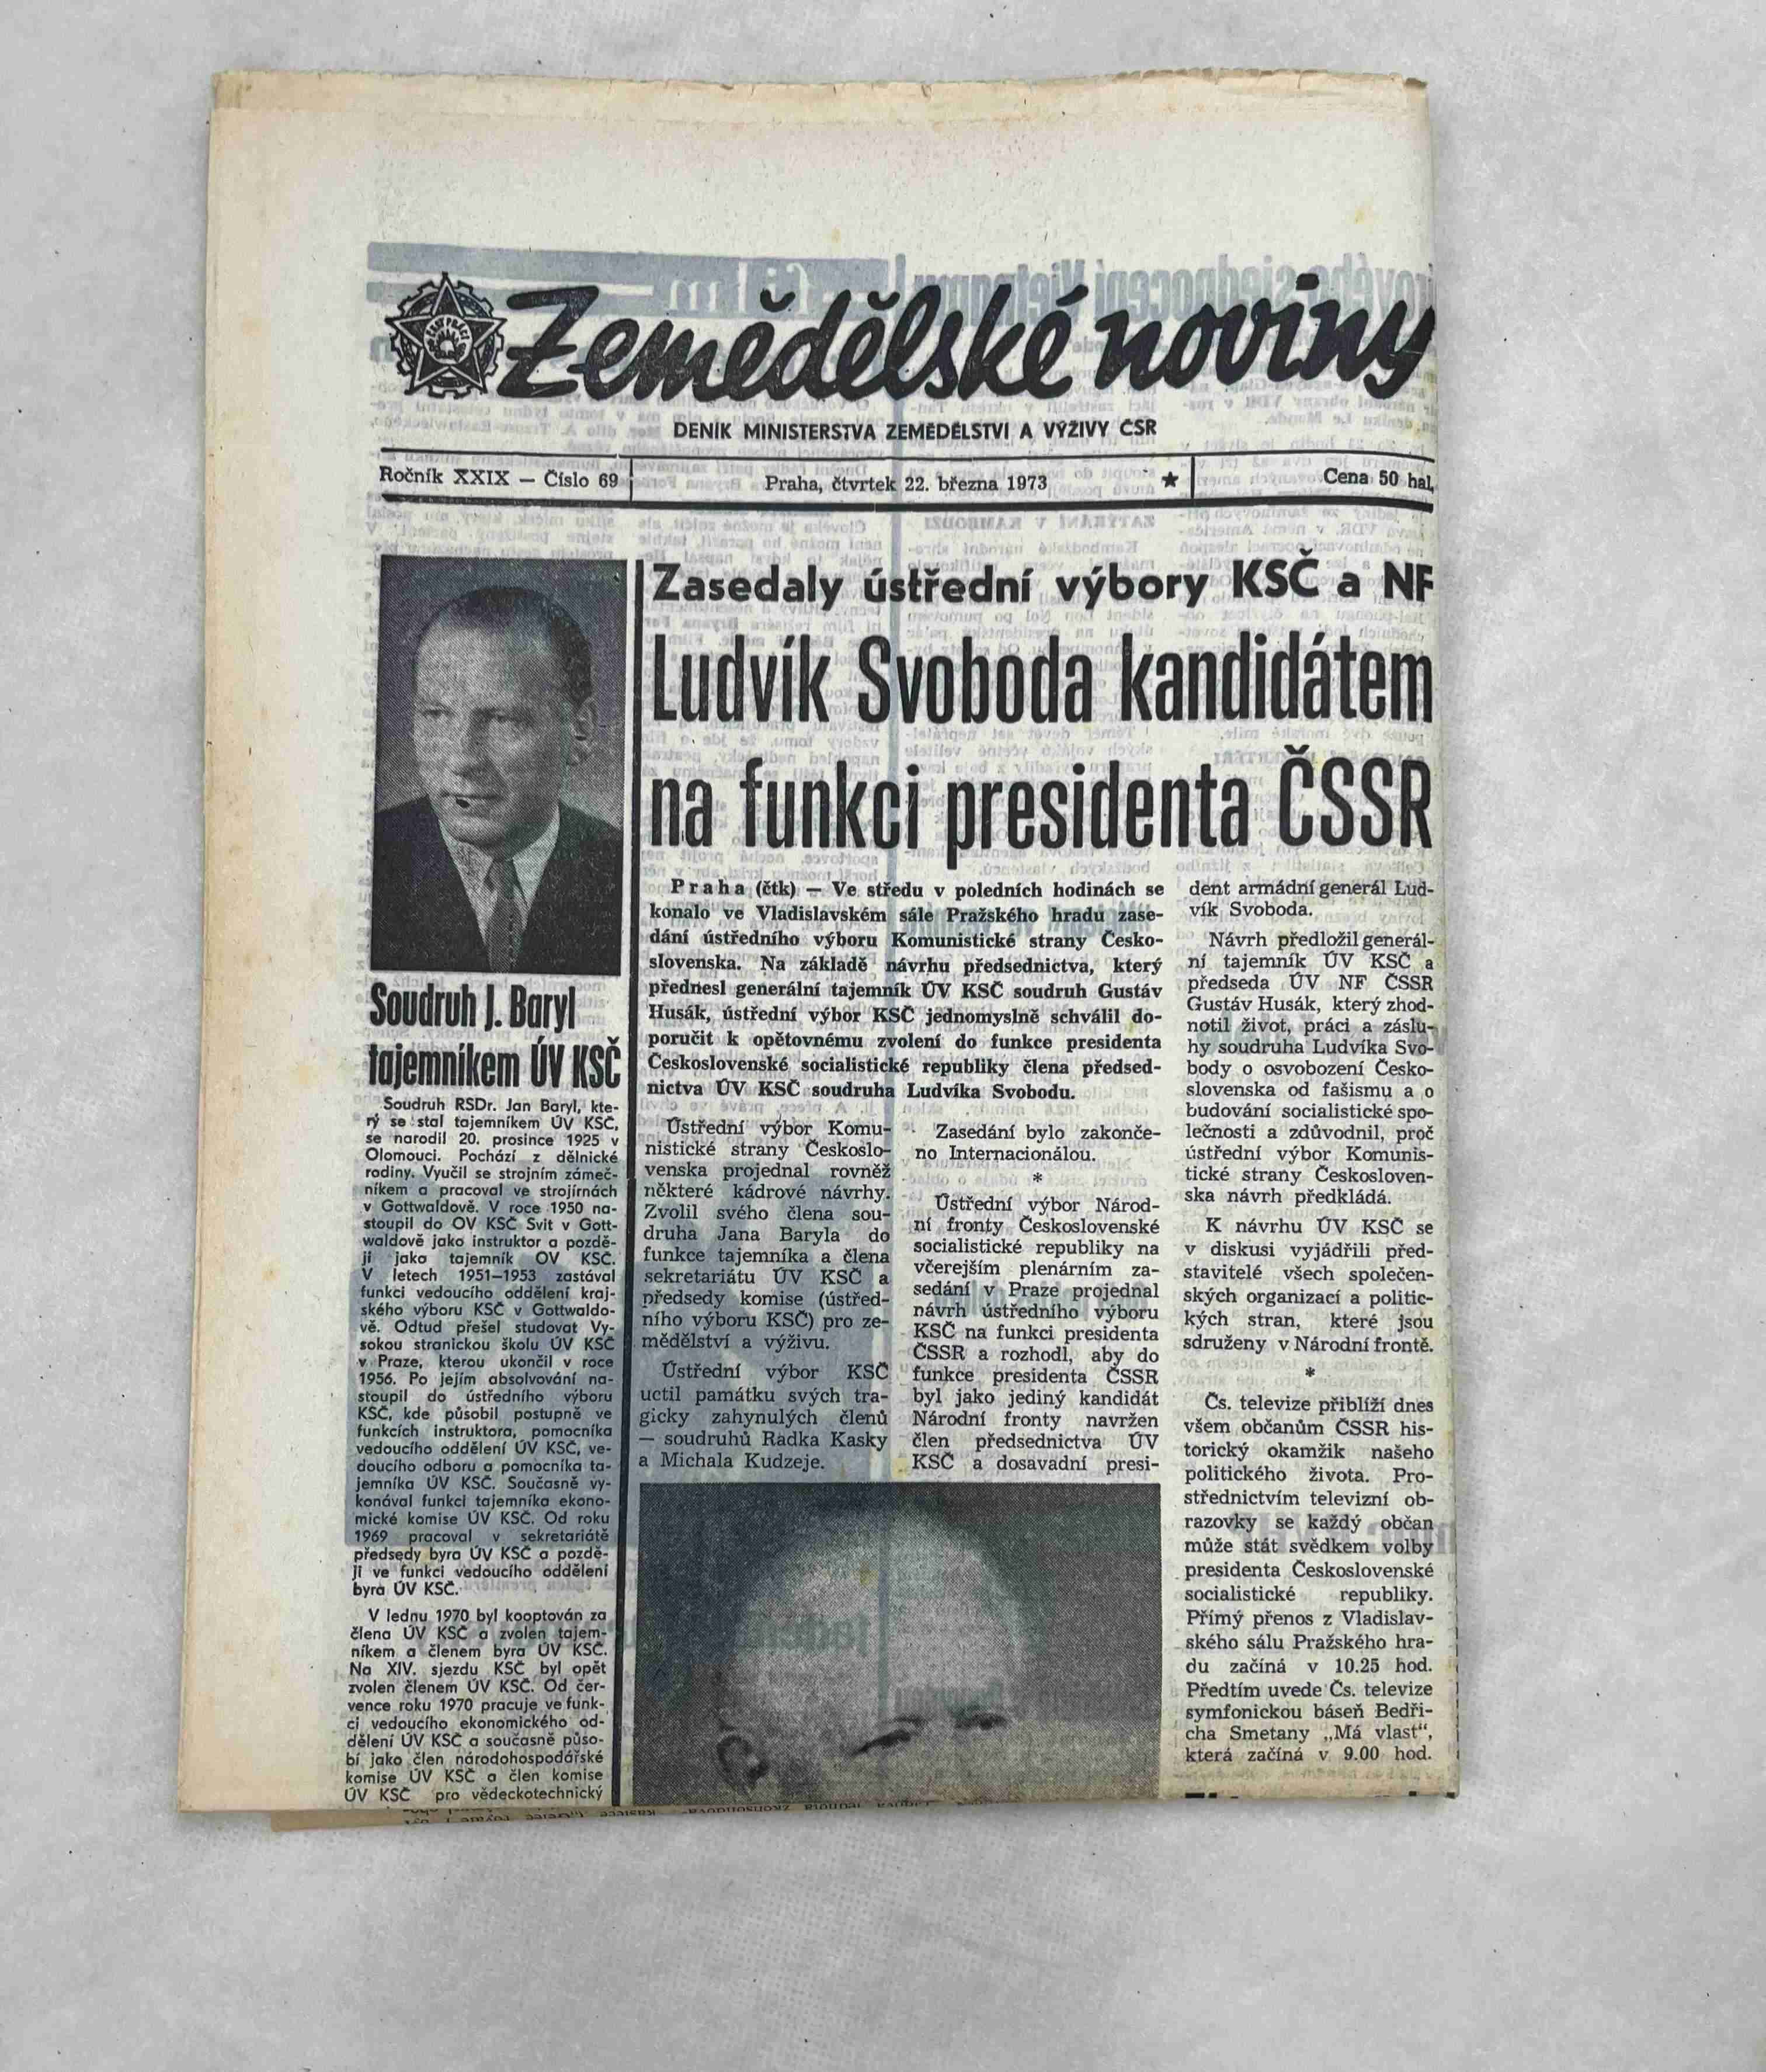 Zemědělské noviny
DENÍK MINISTERSTVA ZEMĚDĚLSTVÍ A VÝŽIVY ČSR
Ročník XXIX — Číslo 69
Praha, čtvrtek 22. března 1973
★
Cena 50 hal.
Soudruh J. Baryl
tajemníkem ÚV KSČ
Soudruh RSDr. Jan Baryl, kte-
rý se stal tajemníkem ÚV KSČ,
se narodil 20. prosince 1925 v
Olomouci. Pochází z dělnické
rodiny. Vyučil se strojním zámeč-
níkem a pracoval ve strojírnách
v Gottwaldově. V roce 1950 na-
stoupil do OV KSČ Svit v Gott-
waldově jako instruktor a pozdě-
ji jako tajemník OV KSČ.
V letech 1951—1953 zastával
funkci vedoucího oddělení kraj-
ského výboru KSČ v Gottwaldo-
vě. Odtud přešel studovat Vy-
sokou stranickou školu ÚV KSČ
v Praze, kterou ukončil v roce
1956. Po jejím absolvování na-
stoupil do ústředního výboru
KSČ, kde působil postupně ve
funkcích instruktora, pomocníka
vedoucího oddělení ÚV KSČ, ve-
doucího odboru a pomocníka ta-
jemníka ÚV KSČ. Současně vy-
konával funkci tajemníka ekono-
mické komise ÚV KSČ. Od roku
1969 pracoval v sekretariátě
předsedy byra ÚV KSČ a pozdě-
ji ve funkci vedoucího oddělení
byra ÚV KSČ.
V lednu 1970 byl kooptován za
člena ÚV KSČ a zvolen tajem-
níkem a členem byra ÚV KSČ.
Na XIV. sjezdu KSČ byl opět
zvolen členem ÚV KSČ. Od čer-
vence roku 1970 pracuje ve funk-
ci vedoucího ekonomického od-
dělení ÚV KSČ a současně půso-
bí jako člen národohospodářské
komise ÚV KSČ a člen komise
ÚV KSČ pro vědeckotechnický
Zasedaly ústřední výbory KSČ a NF
Ludvík Svoboda kandidátem
na funkci presidenta ČSSR
Praha (čtk) — Ve středu v poledních hodinách se
konalo ve Vladislavském sále Pražského hradu zase-
dání ústředního výboru Komunistické strany Česko-
slovenska. Na základě návrhu předsednictva, který
přednesl generální tajemník ÚV KSČ soudruh Gustáv
Husák, ústřední výbor KSČ jednomyslně schválil do-
poručit k opětovnému zvolení do funkce presidenta
Československé socialistické republiky člena předsed-
nictva ÚV KSČ soudruha Ludvíka Svobodu.
Ústřední výbor Komu-
nistické strany Českoslo-
venska projednal rovněž
některé kádrové návrhy.
Zvolil svého člena sou-
druha Jana Baryla do
funkce tajemníka a člena
sekretariátu ÚV KSČ a
předsedy komise (ústřed-
ního výboru KSČ) pro ze-
mědělství a výživu.
Ústřední výbor KSČ
uctil památku svých tra-
gicky zahynulých členů
— soudruhů Radka Kasky
a Michala Kudzeje.
Zasedání bylo zakonče-
no Internacionálou.
*
Ústřední výbor Národ-
ní fronty Československé
socialistické republiky na
včerejším plenárním za-
sedání v Praze projednal
návrh ústředního výboru
KSČ na funkci presidenta
ČSSR a rozhodl, aby do
funkce presidenta ČSSR
byl jako jediný kandidát
Národní fronty navržen
člen předsednictva ÚV
KSČ a dosavadní presi-
dent armádní generál Lud-
vík Svoboda.
Návrh předložil generál-
ní tajemník ÚV KSČ a
předseda ÚV NF ČSSR
Gustáv Husák, který zhod-
notil život, práci a záslu-
hy soudruha Ludvíka Svo-
body o osvobození Česko-
slovenska od fašismu a o
budování socialistické spo-
lečnosti a zdůvodnil, proč
ústřední výbor Komunis-
tické strany Českosloven-
ska návrh předkládá.
K návrhu ÚV KSČ se
v diskusi vyjádřili před-
stavitelé všech společen-
ských organizací a politic-
kých stran, které jsou
sdruženy v Národní frontě.
*
Čs. televize přiblíží dnes
všem občanům ČSSR his-
torický okamžik našeho
politického života. Pro-
střednictvím televizní ob-
razovky se každý občan
může stát svědkem volby
presidenta Československé
socialistické republiky.
Přímý přenos z Vladislav-
ského sálu Pražského hra-
du začíná v 10.25 hod.
Předtím uvede Čs. televize
symfonickou báseň Bedři-
cha Smetany „Má vlast“,
která začíná v 9.00 hod.